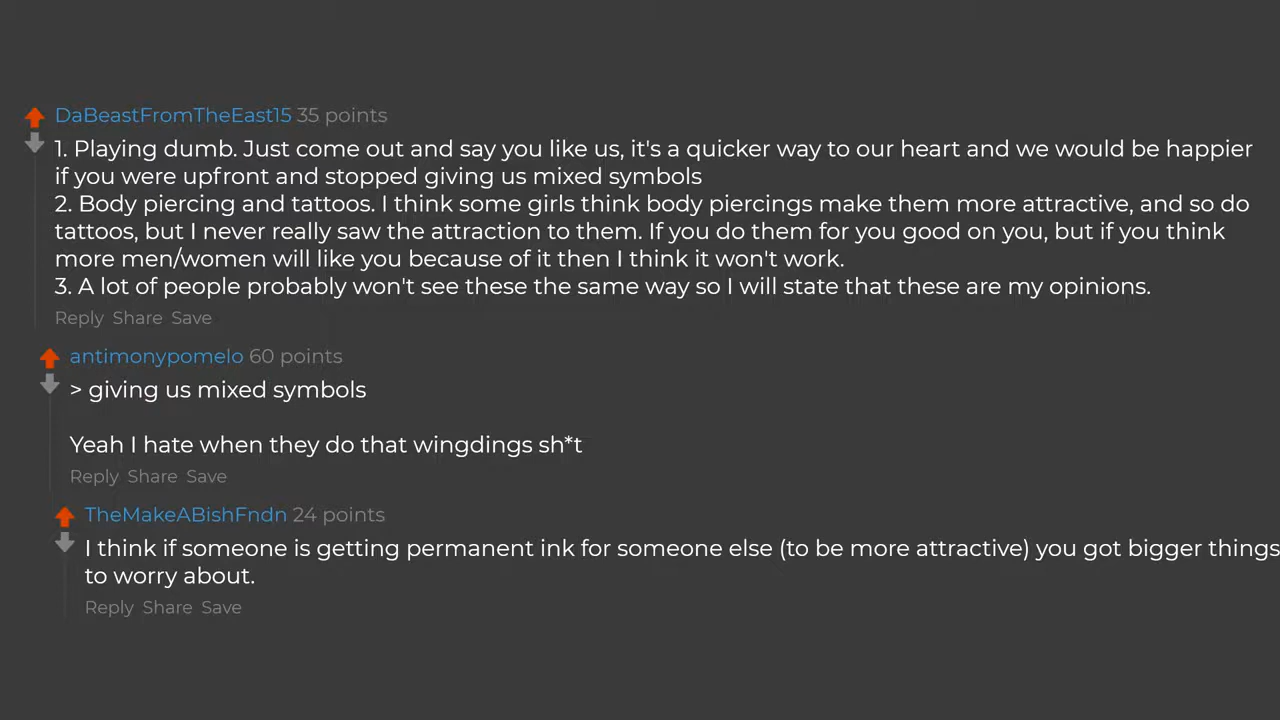 DaBeastFromTheEast15 35 points
1. Playing dumb. Just come out and say you like us, it's a quicker way to our heart and we would be happier
if you were upfront and stopped giving us mixed symbols
2. Body piercing and tattoos. I think some girls think body piercings make them more attractive, and so do
tattoos, but I never really saw the attraction to them. If you do them for you good on you, but if you think
more men/women will like you because of it then I think it won't work.
3. A lot of people probably won't see these the same way so I will state that these are my opinions.
Reply Share Save
antimonypomelo 60 points
> giving us mixed symbols
Yeah I hate when they do that wingdings sh*t
Reply Share Save
TheMakeABishFndn 24 points
I think if someone is getting permanent ink for someone else (to be more attractive) you got bigger things
to worry about.
Reply Share Save